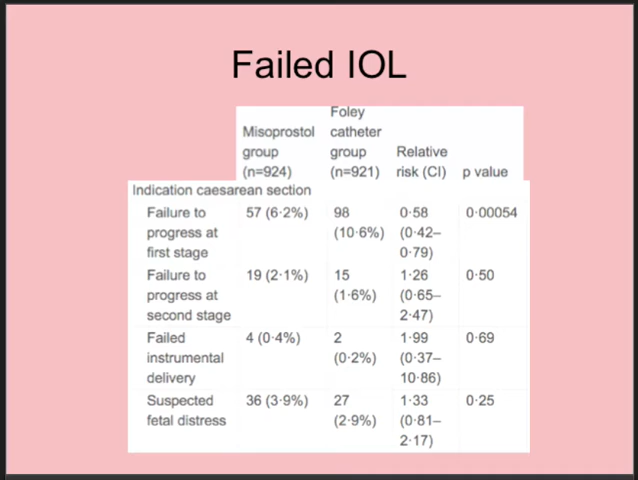 Failed IOL
Misoprostol group (n=924) Foley catheter group (n=921) Relative risk (CI) p value
Indication caesarean section
Failure to progress at first stage 57 (6·2%) 98 (10·6%) 0·58 (0·42–0·79) 0·00054
Failure to progress at second stage 19 (2·1%) 15 (1·6%) 1·26 (0·65–2·47) 0·50
Failed instrumental delivery 4 (0·4%) 2 (0·2%) 1·99 (0·37–10·86) 0·69
Suspected fetal distress 36 (3·9%) 27 (2·9%) 1·33 (0·81–2·17) 0·25